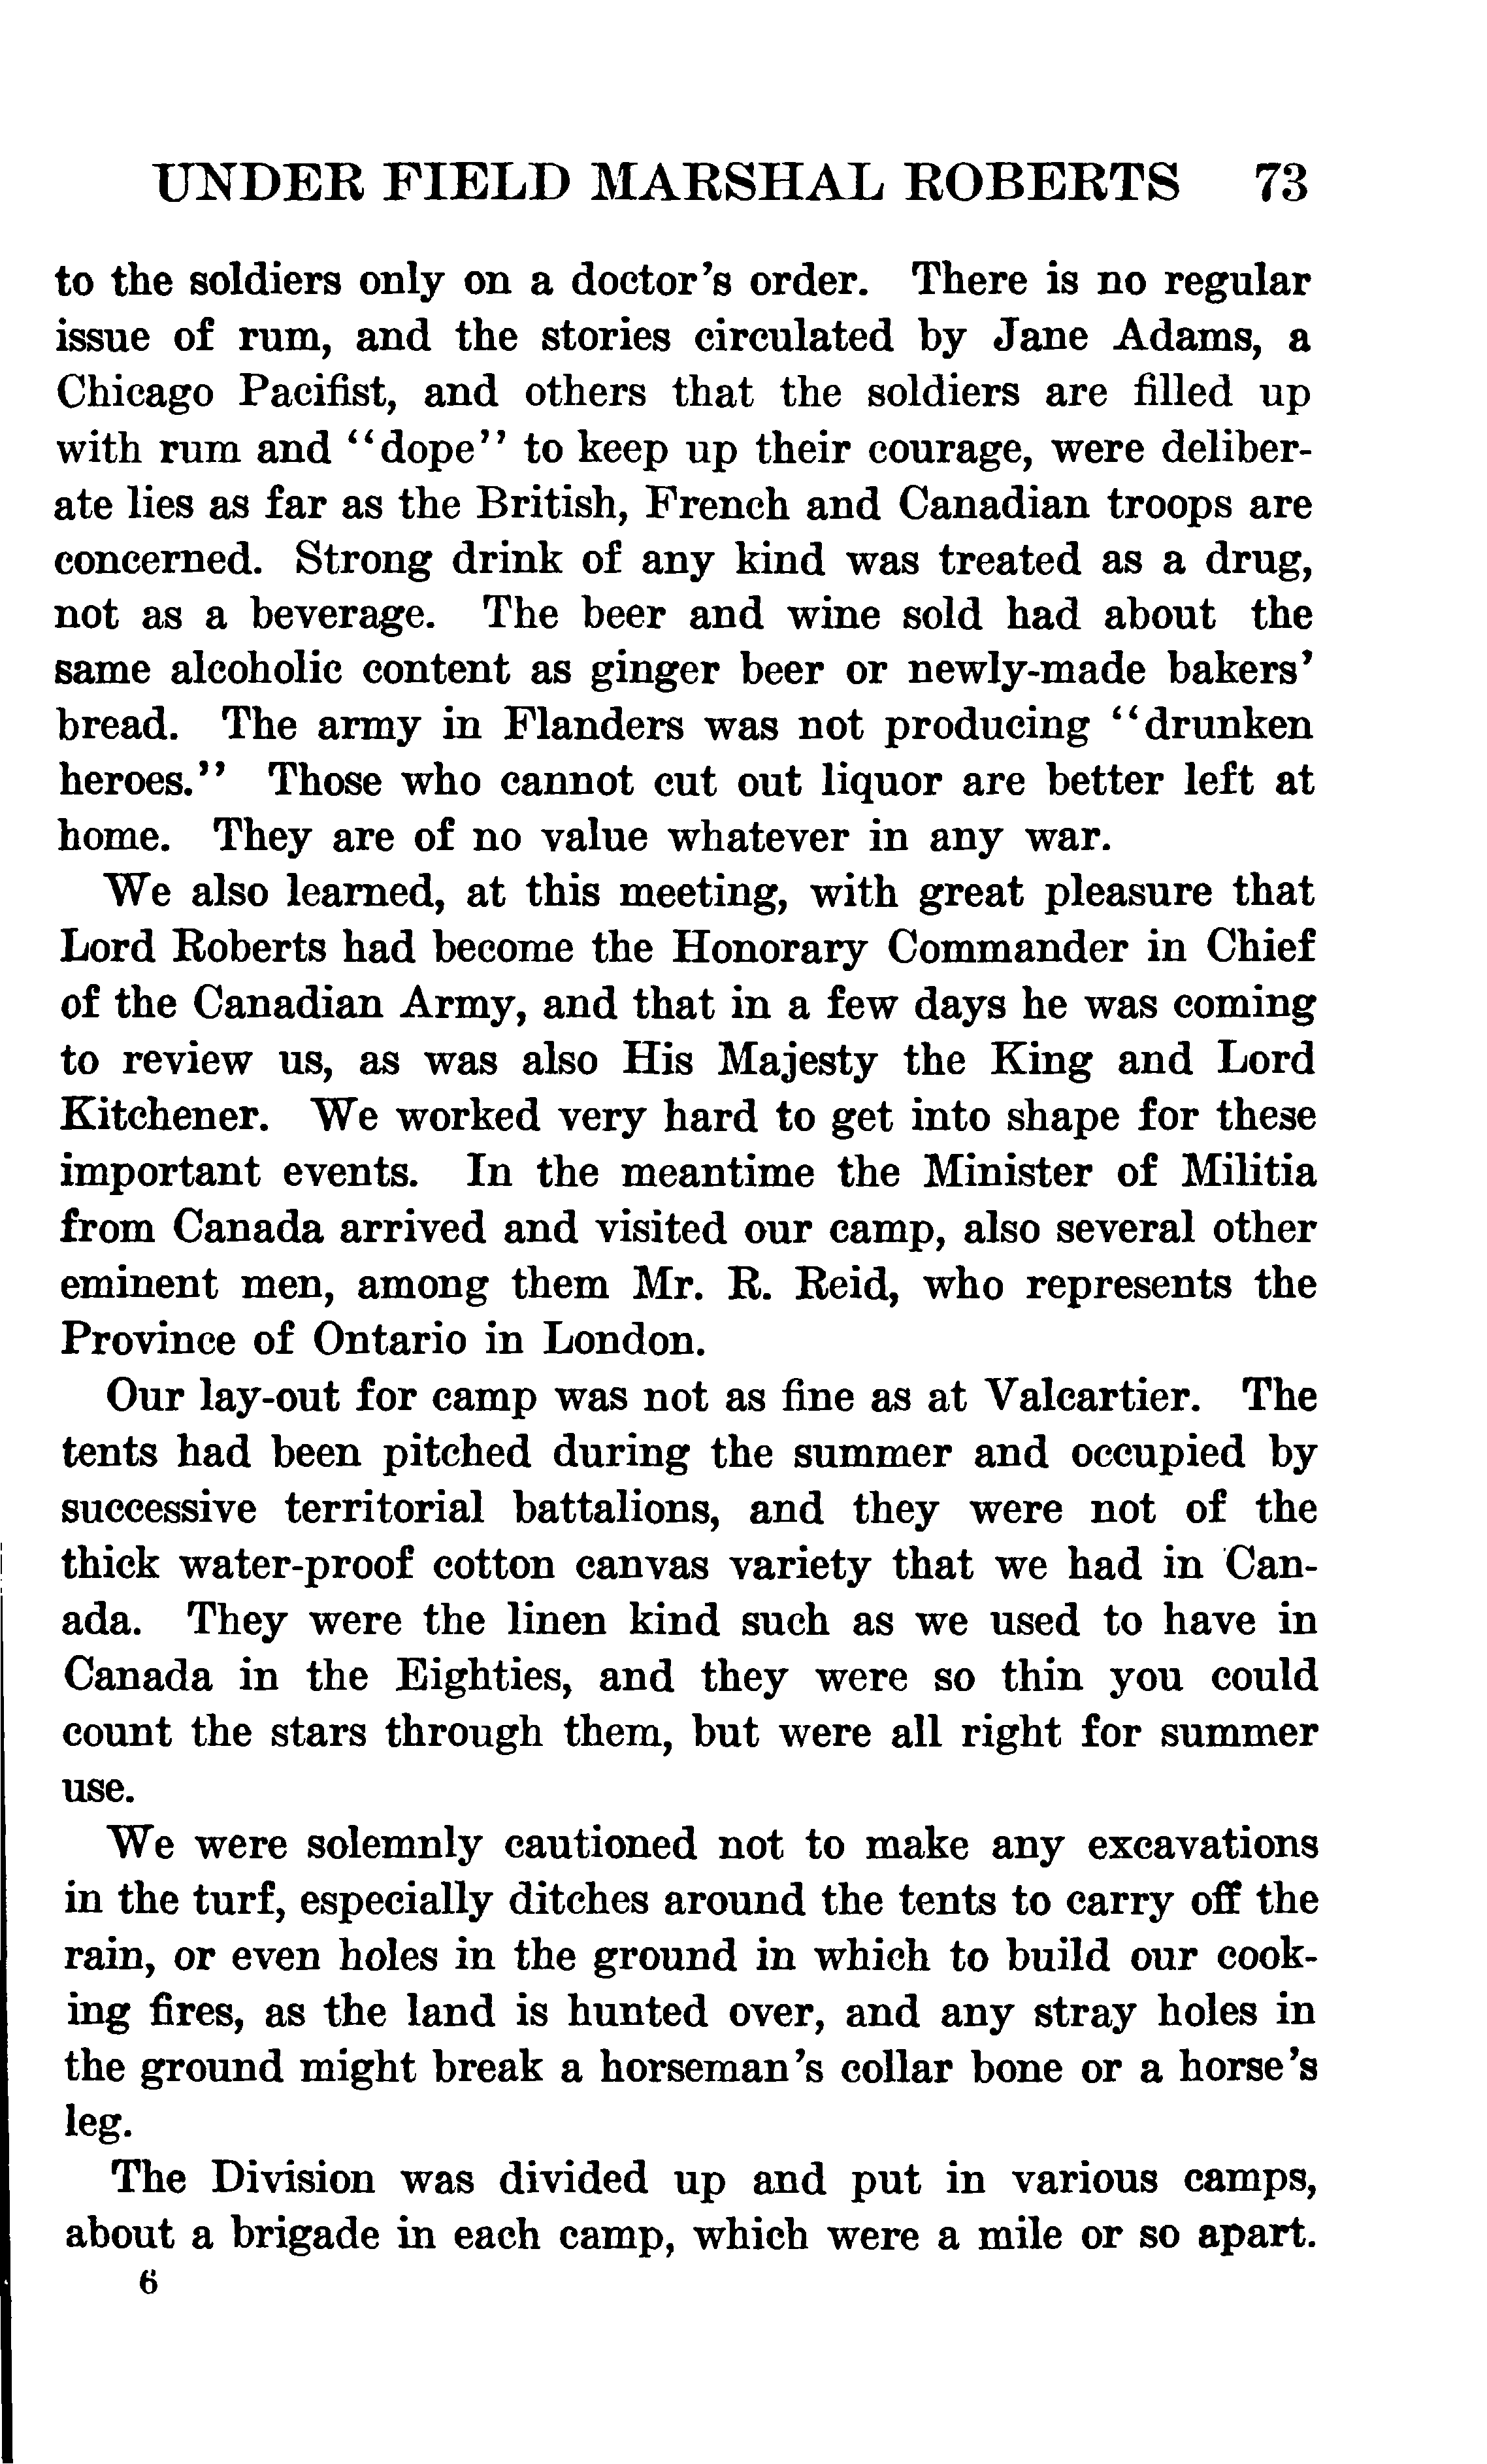 UNDER FIELD MARSHAL ROBERTS 73
to the soldiers only on a doctor's order. There is no regular
issue of rum, and the stories circulated by Jane Adams, a
Chicago Pacifist, and others that the soldiers are filled up
with rum and "dope" to keep up their courage, were deliber-
ate lies as far as the British, French and Canadian troops are
concerned. Strong drink of any kind was treated as a drug,
not as a beverage. The beer and wine sold had about the
same alcoholic content as ginger beer or newly-made bakers'
bread. The army in Flanders was not producing "drunken
heroes." Those who cannot cut out liquor are better left at
home. They are of no value whatever in any war.
We also learned, at this meeting, with great pleasure that
Lord Roberts had become the Honorary Commander in Chief
of the Canadian Army, and that in a few days he was coming
to review us, as was also His Majesty the King and Lord
Kitchener. We worked very hard to get into shape for these
important events. In the meantime the Minister of Militia
from Canada arrived and visited our camp, also several other
eminent men, among them Mr. R. Reid, who represents the
Province of Ontario in London.
Our lay-out for camp was not as fine as at Valcartier. The
tents had been pitched during the summer and occupied by
successive territorial battalions, and they were not of the
thick water-proof cotton canvas variety that we had in Can-
ada. They were the linen kind such as we used to have in
Canada in the Eighties, and they were so thin you could
count the stars through them, but were all right for summer
use.
We were solemnly cautioned not to make any excavations
in the turf, especially ditches around the tents to carry off the
rain, or even holes in the ground in which to build our cook-
ing fires, as the land is hunted over, and any stray holes in
the ground might break a horseman's collar bone or a horse's
leg.
The Division was divided up and put in various camps,
about a brigade in each camp, which were a mile or so apart.
6